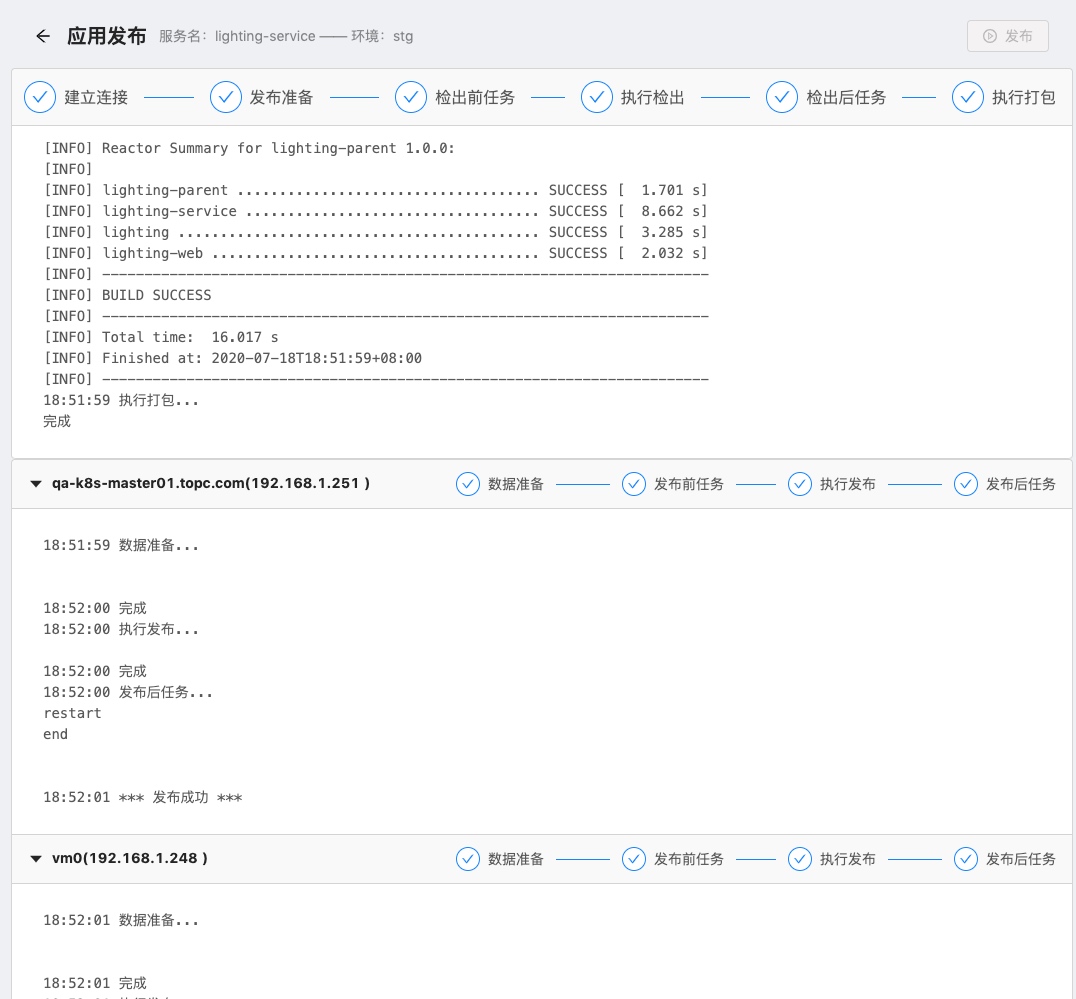 应用发布 服务名：lighting-service —— 环境：stg 发布
建立连接 发布准备 检出前任务 执行检出 检出后任务 执行打包
[INFO] Reactor Summary for lighting-parent 1.0.0:
[INFO]
[INFO] lighting-parent .................................... SUCCESS [  1.701 s]
[INFO] lighting-service ................................... SUCCESS [  8.662 s]
[INFO] lighting ........................................... SUCCESS [  3.285 s]
[INFO] lighting-web ....................................... SUCCESS [  2.032 s]
[INFO] ------------------------------------------------------------------------
[INFO] BUILD SUCCESS
[INFO] ------------------------------------------------------------------------
[INFO] Total time:  16.017 s
[INFO] Finished at: 2020-07-18T18:51:59+08:00
[INFO] ------------------------------------------------------------------------
18:51:59 执行打包...
完成
qa-k8s-master01.topc.com(192.168.1.251 ) 数据准备 发布前任务 执行发布 发布后任务
18:51:59 数据准备...
18:52:00 完成
18:52:00 执行发布...
18:52:00 完成
18:52:00 发布后任务...
restart
end
18:52:01 *** 发布成功 ***
vm0(192.168.1.248 ) 数据准备 发布前任务 执行发布 发布后任务
18:52:01 数据准备...
18:52:01 完成